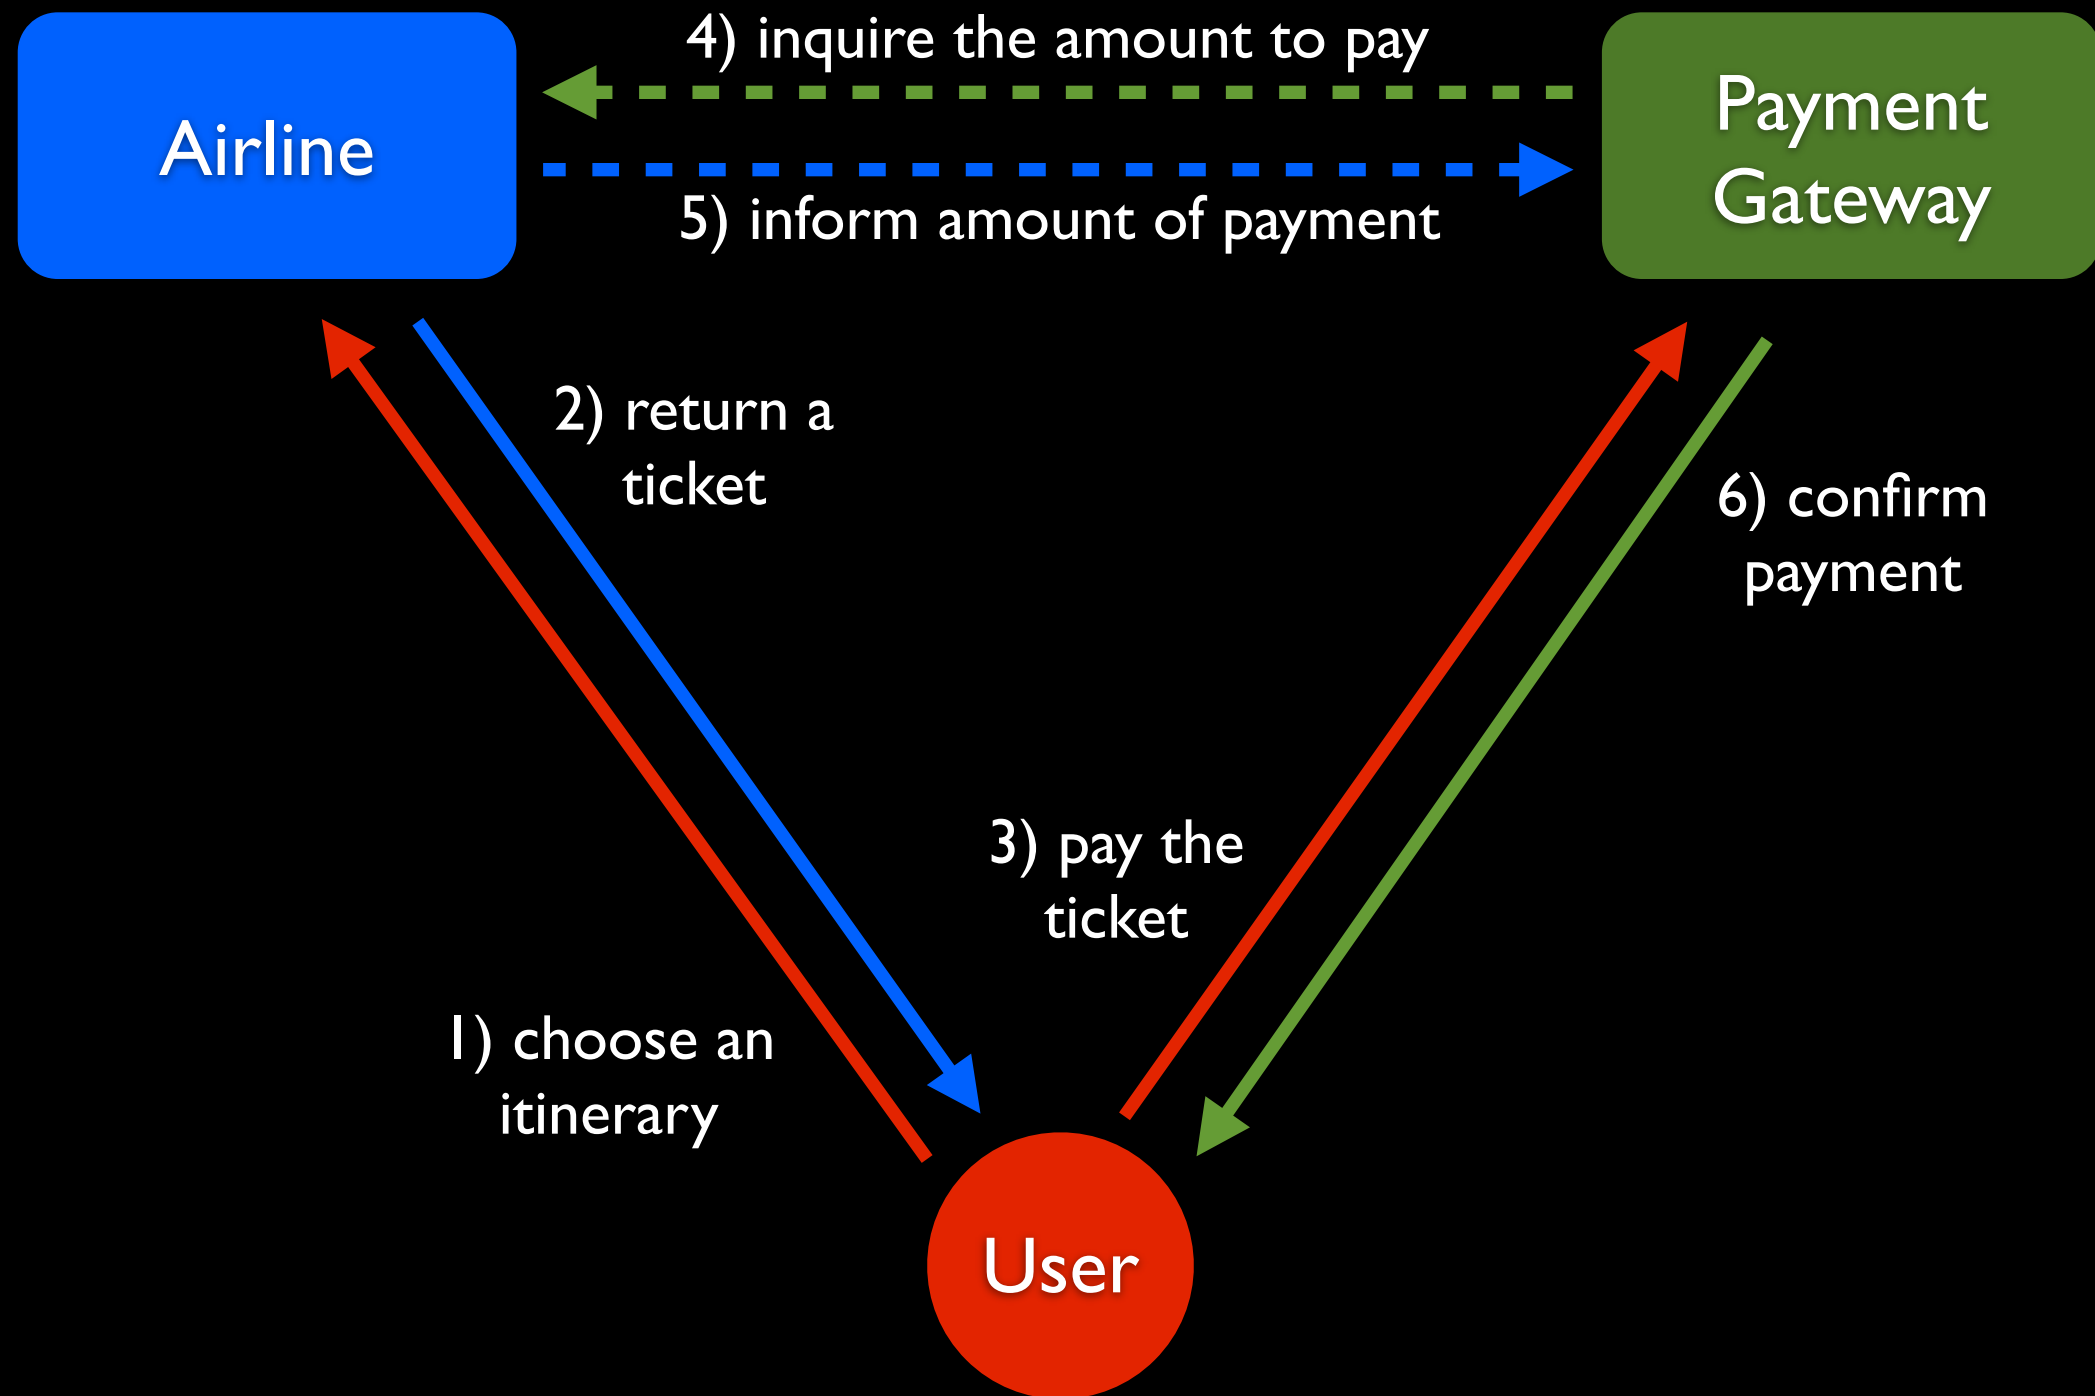 4) inquire the amount to pay
Airline
Payment
Gateway
5) inform amount of payment
2) return a
ticket
6) confirm
payment
3) pay the
ticket
1) choose an
itinerary
User